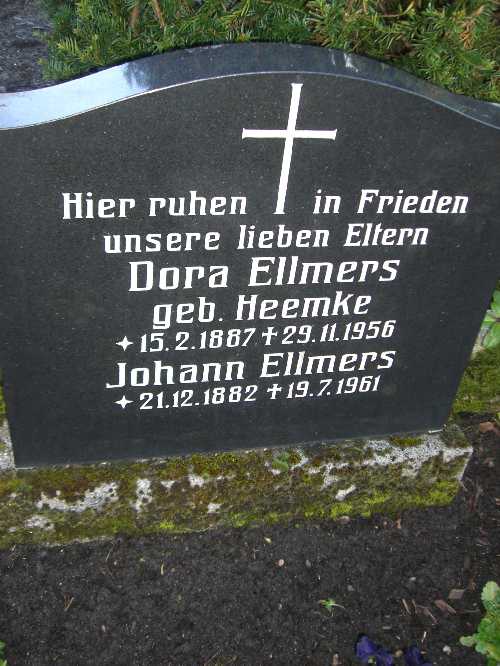 Hier ruhen in Frieden
unsere lieben Eltern
Dora Ellmers
geb. Heemke
✦ 15.2.1887 ✝ 29.11.1956
Johann Ellmers
✦ 21.12.1882 ✝ 19.7.1961